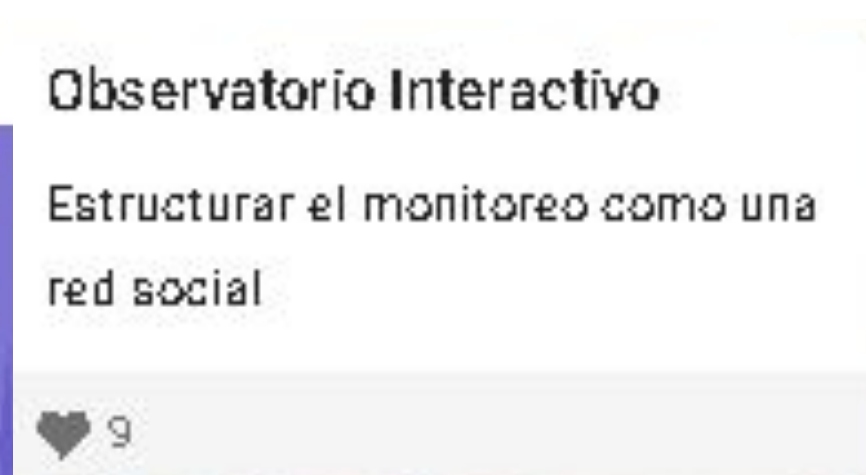 Observatorio Interactivo
Estructurar el monitoreo como una
red social
9